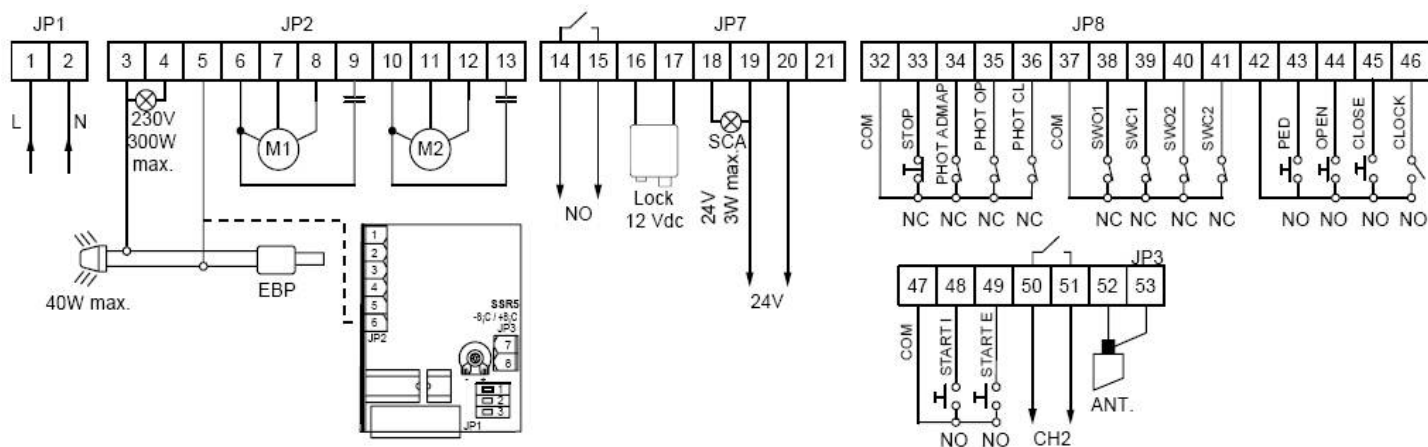 JP1 JP2 JP7 JP8
1 2 3 4 5 6 7 8 9 10 11 12 13 14 15 16 17 18 19 20 21 32 33 34 35 36 37 38 39 40 41 42 43 44 45 46
L N
230V
300W
max.
M1 M2
NO
Lock
12 Vdc
SCA
24V
3W max.
24V
COM
STOP
PHOT ADMAP
PHOT OP
PHOT CL
COM
SWO1
SWC1
SWO2
SWC2
PED
OPEN
CLOSE
CLOCK
NC NC NC NC NC NC NC NC NO NO NO NO
40W max.
EBP
1
2
3
4
5
6
JP2
SSR5
-8¡C / +8¡C
JP3
7
8
- +
1
2
3
JP1
JP3
47 48 49 50 51 52 53
COM
START I
START E
NO NO CH2
ANT.